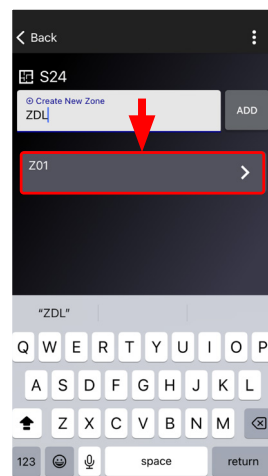 Back
S24
Create New Zone
ZDL
ADD
Z01
"ZDL"
Q W E R T Y U I O P
A S D F G H J K L
Z X C V B N M
123 space return